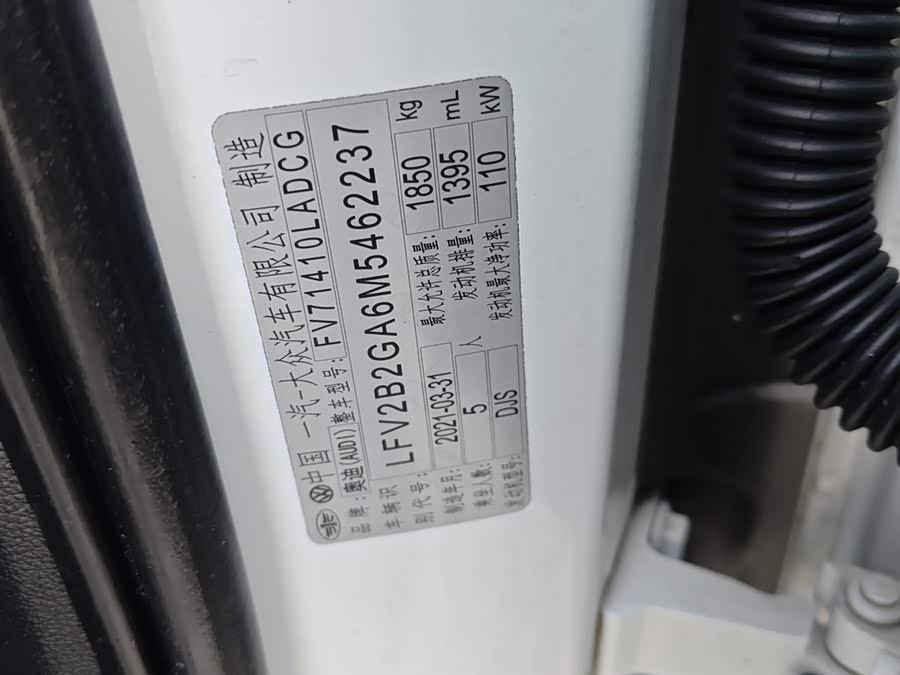 中国 一汽-大众汽车有限公司 制造
品牌：奥迪(AUDI) 整车型号：FV71410LADCG
车辆识别代号：LFV2B2GA6M5462237
制造年月：2021-03-31 最大允许总质量：1850 kg
乘坐人数：5 人 发动机排量：1395 mL
发动机型号：DJS 发动机最大净功率：110 kW